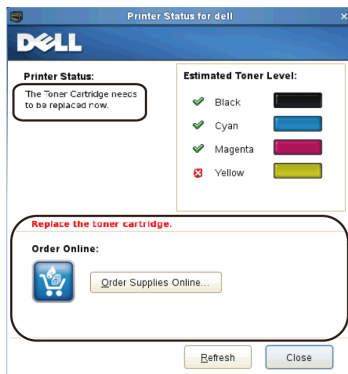 Printer Status for dell
DELL
Printer Status:
The Toner Cartridge needs
to be replaced now.
Estimated Toner Level:
Black
Cyan
Magenta
Yellow
Replace the toner cartridge.
Order Online:
Order Supplies Online...
Refresh
Close